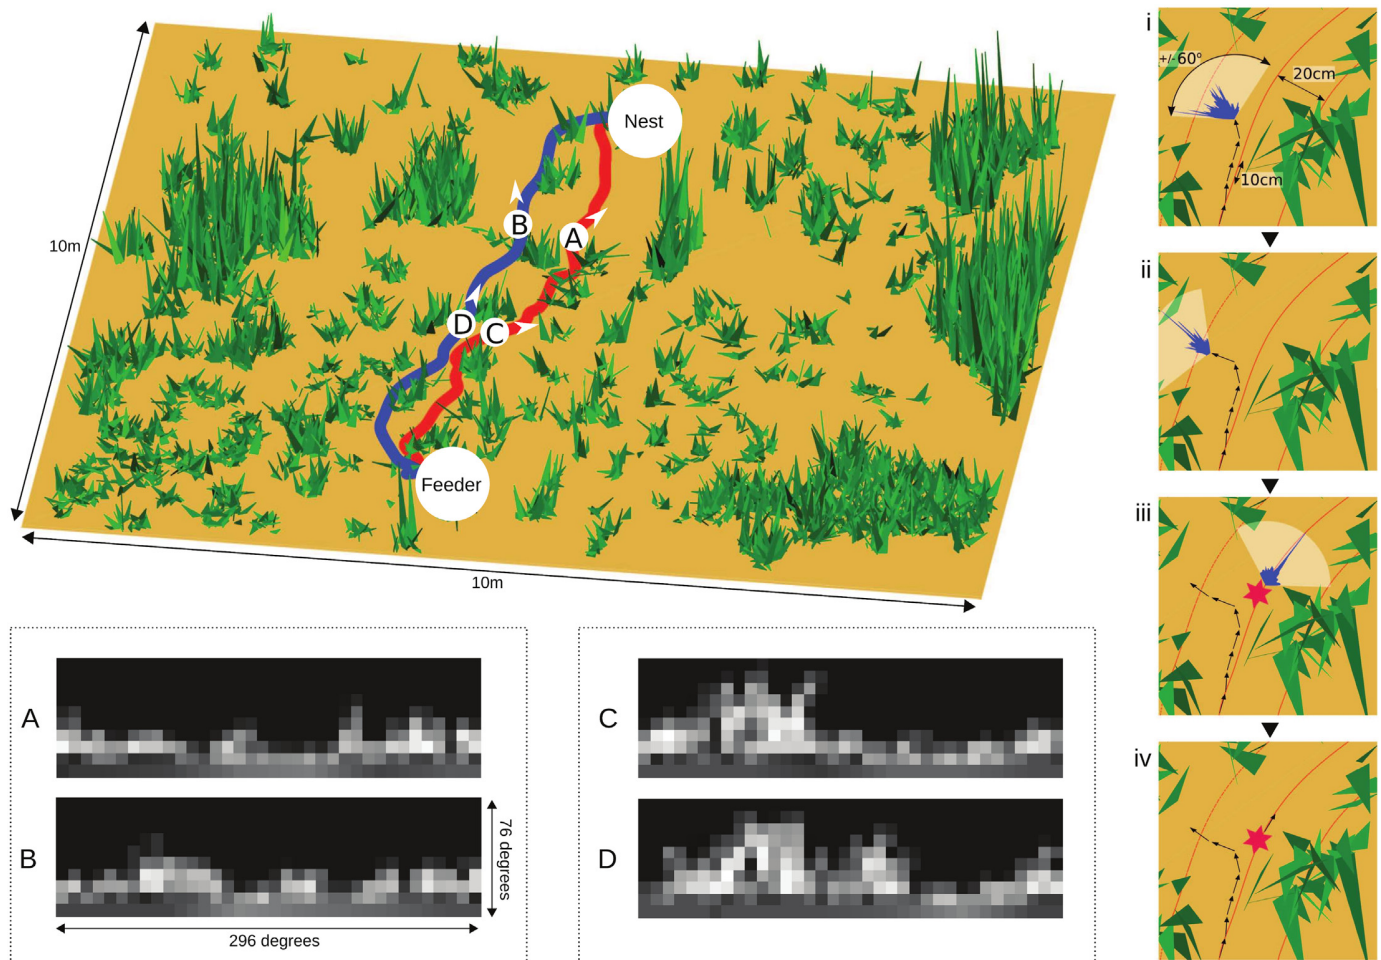 10m
Nest
B
A
D
C
Feeder
10m
A
B
76 degrees
296 degrees
C
D
i
+/- 60°
20cm
10cm
ii
iii
iv